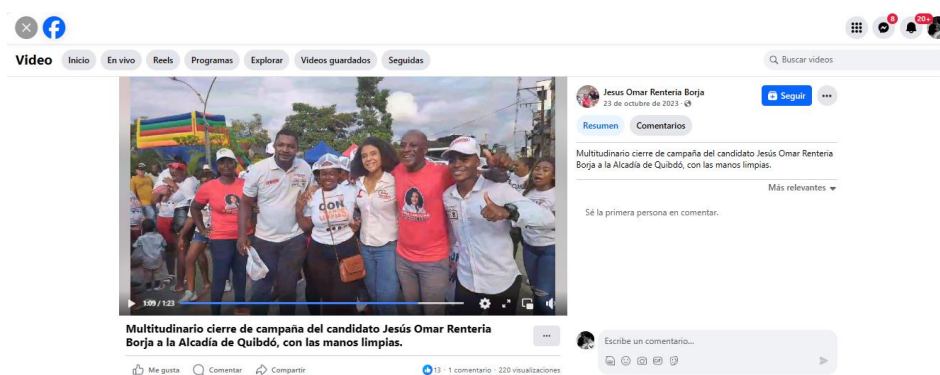 8
20+
Video
Inicio
En vivo
Reels
Programas
Explorar
Videos guardados
Seguidas
Buscar videos
CON
1:09 / 1:23
Multitudinario cierre de campaña del candidato Jesús Omar Renteria
Borja a la Alcadía de Quibdó, con las manos limpias.
Me gusta
Comentar
Compartir
13 · 1 comentario · 220 visualizaciones
Jesus Omar Renteria Borja
23 de octubre de 2023 ·
Seguir
Resumen
Comentarios
Multitudinario cierre de campaña del candidato Jesús Omar Renteria
Borja a la Alcadía de Quibdó, con las manos limpias.
Más relevantes
Sé la primera persona en comentar.
Escribe un comentario...
GIF